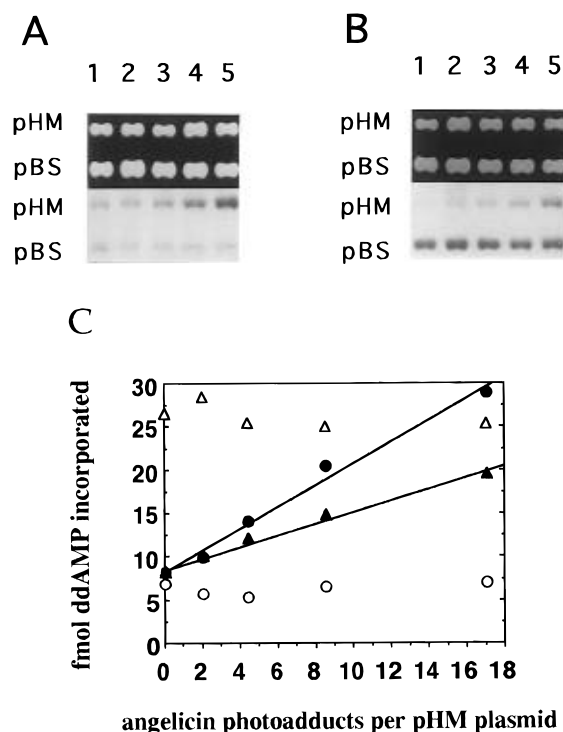 A
1 2 3 4 5
pHM
pBS
pHM
pBS
B
1 2 3 4 5
pHM
pBS
pHM
pBS
C
fmol ddAMP incorporated
30
25
20
15
10
5
0
0 2 4 6 8 10 12 14 16 18
angelicin photoadducts per pHM plasmid